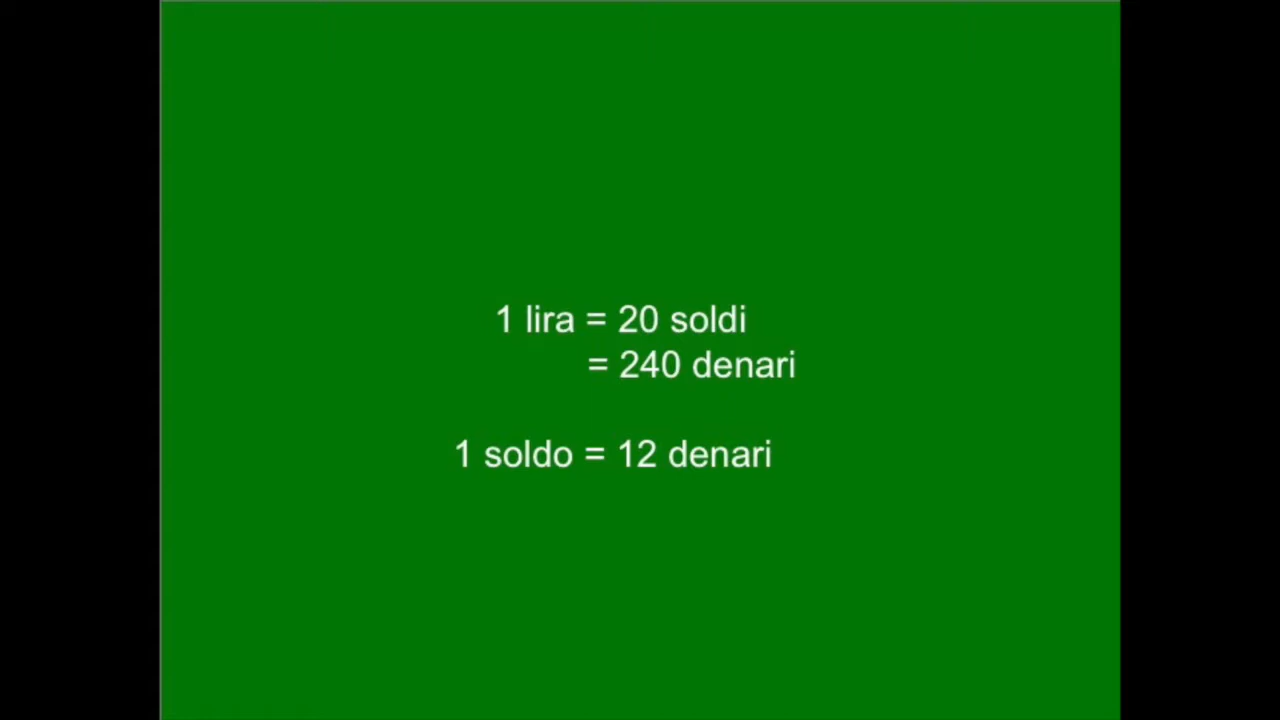 1 lira = 20 soldi
= 240 denari
1 soldo = 12 denari